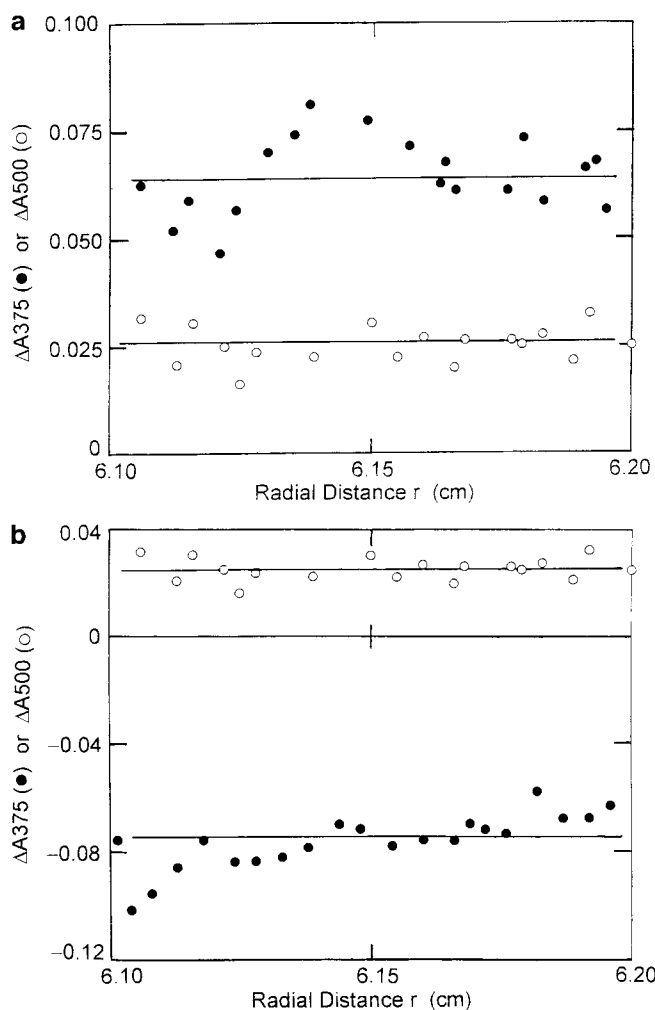 a
0.100
0.075
0.050
0.025
0
ΔA375 (●) or ΔA500 (○)
6.10
6.15
6.20
Radial Distance r (cm)
b
0.04
0
−0.04
−0.08
−0.12
ΔA375 (●) or ΔA500 (○)
6.10
6.15
6.20
Radial Distance r (cm)